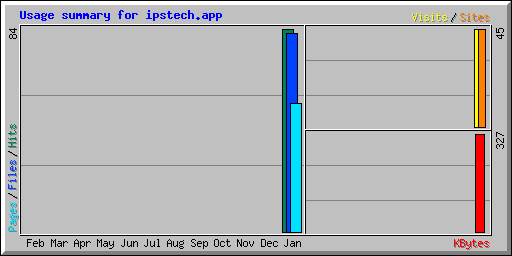 Usage summary for ipstech.app
Visits / Sites
84
45
Pages / Files / Hits
327
Feb Mar Apr May Jun Jul Aug Sep Oct Nov Dec Jan
KBytes